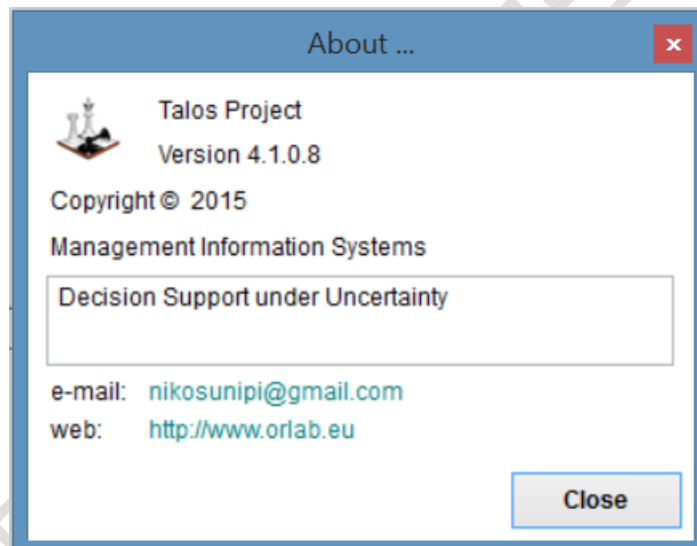 About ...
x
Talos Project
Version 4.1.0.8
Copyright © 2015
Management Information Systems
Decision Support under Uncertainty
e-mail: nikosunipi@gmail.com
web: http://www.orlab.eu
Close